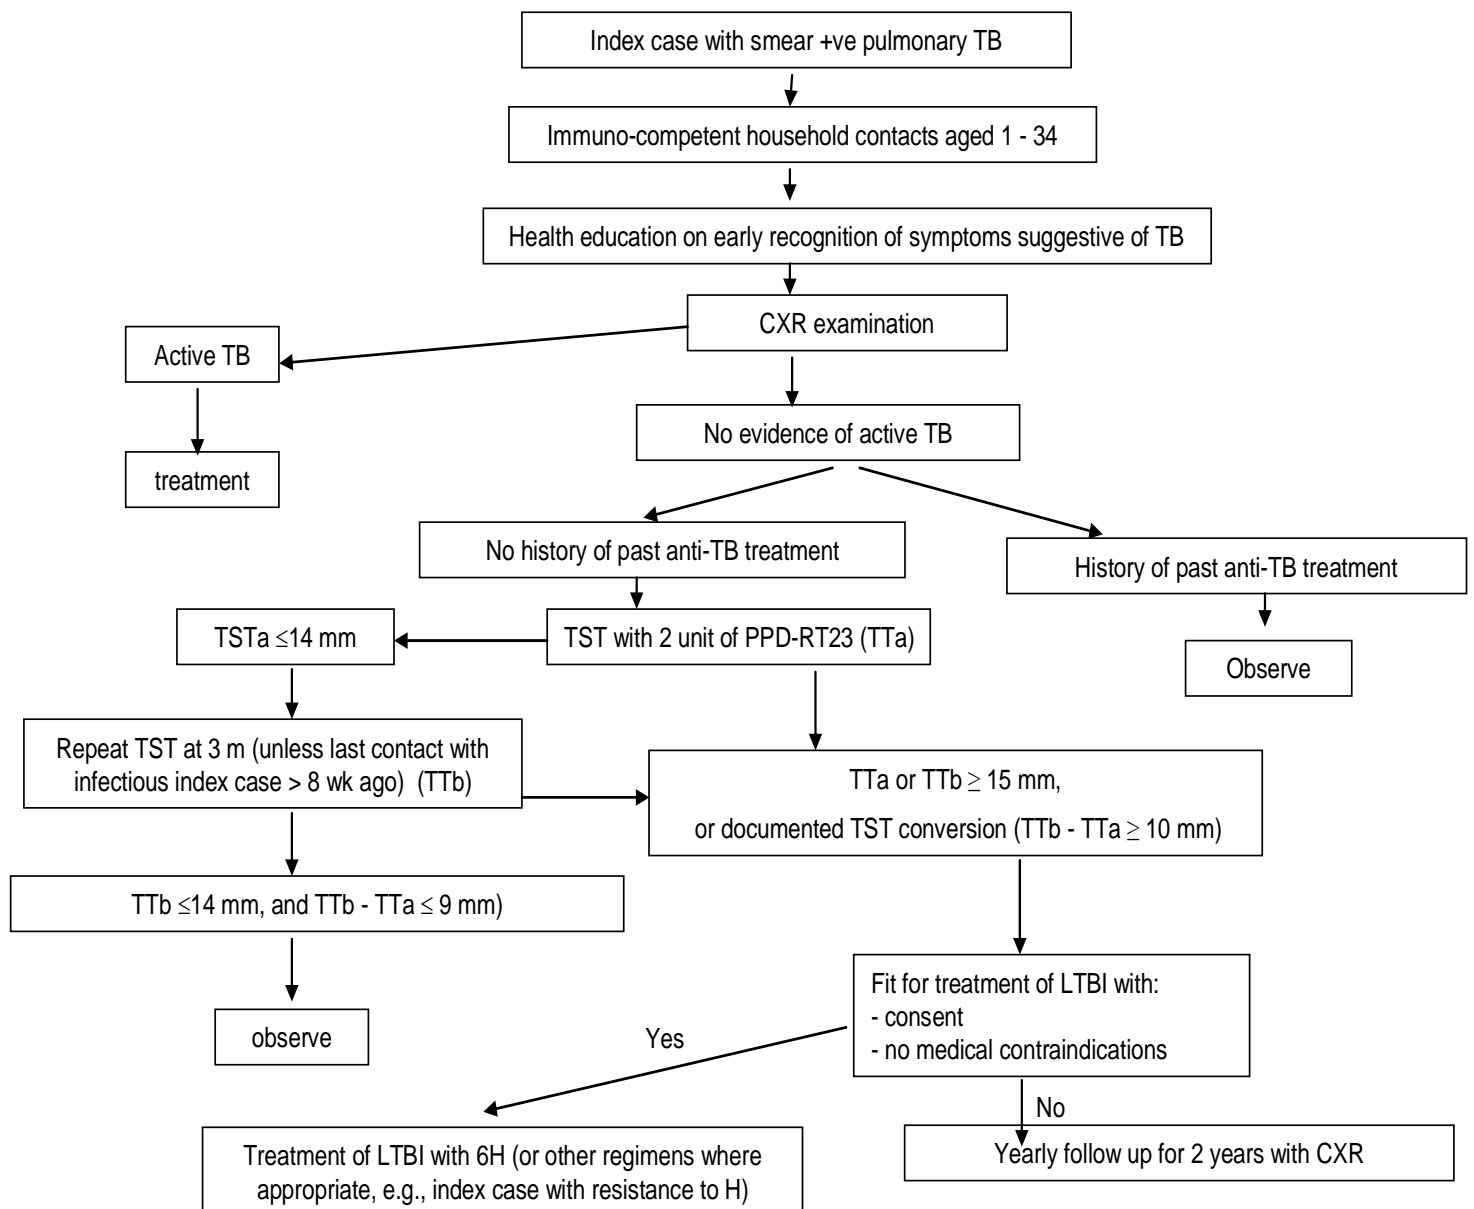 Index case with smear +ve pulmonary TB
Immuno-competent household contacts aged 1 - 34
Health education on early recognition of symptoms suggestive of TB
CXR examination
Active TB
No evidence of active TB
treatment
No history of past anti-TB treatment
History of past anti-TB treatment
TSTa ≤14 mm
TST with 2 unit of PPD-RT23 (TTa)
Observe
Repeat TST at 3 m (unless last contact with
infectious index case > 8 wk ago)  (TTb)
TTa or TTb ≥ 15 mm,
or documented TST conversion (TTb - TTa ≥ 10 mm)
TTb ≤14 mm, and TTb - TTa ≤ 9 mm)
Fit for treatment of LTBI with:
- consent
- no medical contraindications
observe
Yes
No
Treatment of LTBI with 6H (or other regimens where
appropriate, e.g., index case with resistance to H)
Yearly follow up for 2 years with CXR